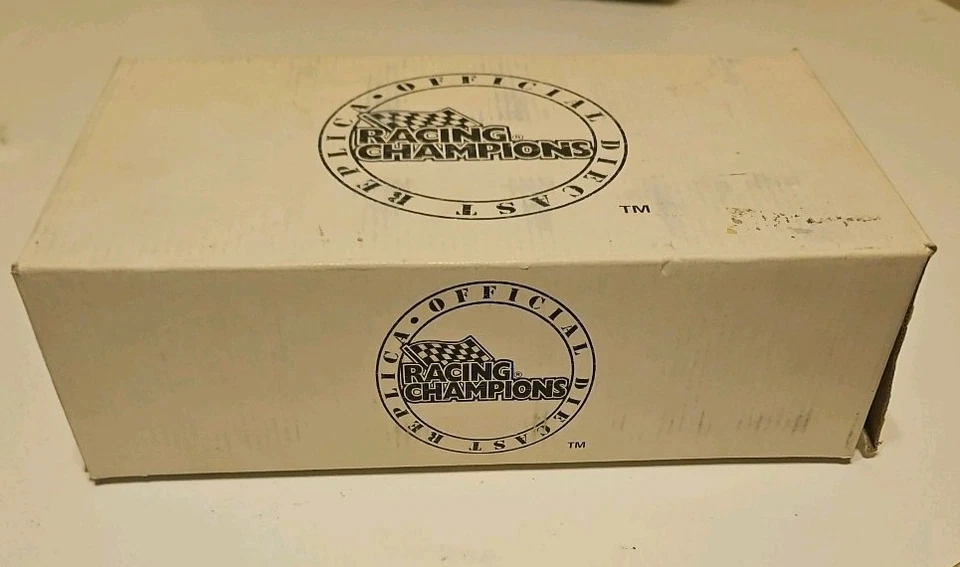 OFFICIAL DIECAST REPLICA •
RACING®
CHAMPIONS
TM
OFFICIAL DIECAST REPLICA •
RACING®
CHAMPIONS
TM